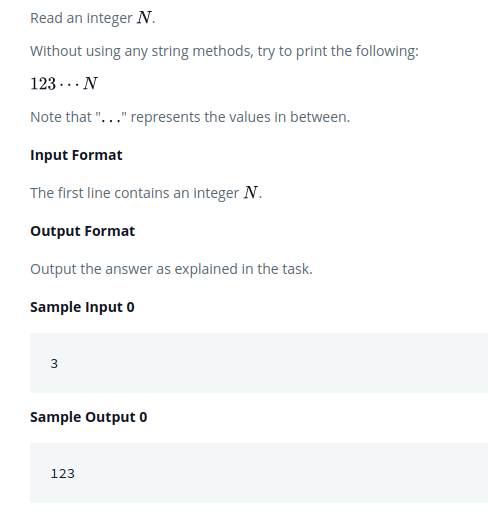 Read an integer N.
Without using any string methods, try to print the following:
123⋯N
Note that "..." represents the values in between.
Input Format
The first line contains an integer N.
Output Format
Output the answer as explained in the task.
Sample Input 0
3
Sample Output 0
123